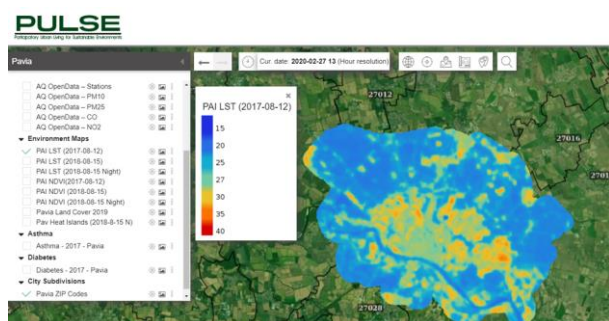 PULSE
Participatory Urban Living for Sustainable Environments
Pavia
Cur. date: 2020-02-27 13 (Hour resolution)
AQ OpenData – Stations
AQ OpenData – PM10
AQ OpenData – PM25
AQ OpenData – CO
AQ OpenData – NO2
Environment Maps
PAI LST (2017-08-12)
PAI LST (2018-08-15)
PAI LST (2018-08-15 Night)
PAI NDVI(2017-08-12)
PAI NDVI (2018-08-15)
PAI NDVI (2018-08-15 Night)
Pavia Land Cover 2019
Pav Heat Islands (2018-8-15 N)
Asthma
Asthma - 2017 - Pavia
Diabetes
Diabetes - 2017 - Pavia
City Subdivisions
Pavia ZIP Codes
PAI LST (2017-08-12)
15
20
25
27
30
35
40
27012
27016
2701
27028